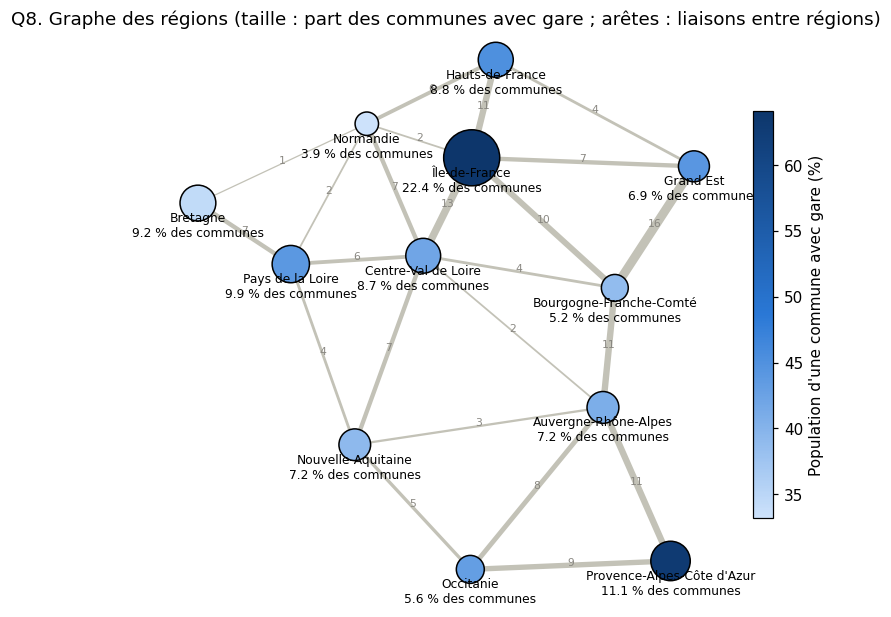 Q8. Graphe des régions (taille : part des communes avec gare ; arêtes : liaisons entre régions)
Hauts-de-France
8.8 % des communes
11
4
Normandie
3.9 % des communes
2
Île-de-France
22.4 % des communes
7
Grand Est
6.9 % des commune
1
2
7
13
10
16
Bretagne
9.2 % des communes
7
6
Pays de la Loire
9.9 % des communes
Centre-Val de Loire
8.7 % des communes
4
Bourgogne-Franche-Comté
5.2 % des communes
4
7
2
11
Auvergne-Rhône-Alpes
7.2 % des communes
3
Nouvelle-Aquitaine
7.2 % des communes
5
8
11
9
Occitanie
5.6 % des communes
Provence-Alpes-Côte d'Azur
11.1 % des communes
60
55
50
45
40
35
Population d'une commune avec gare (%)